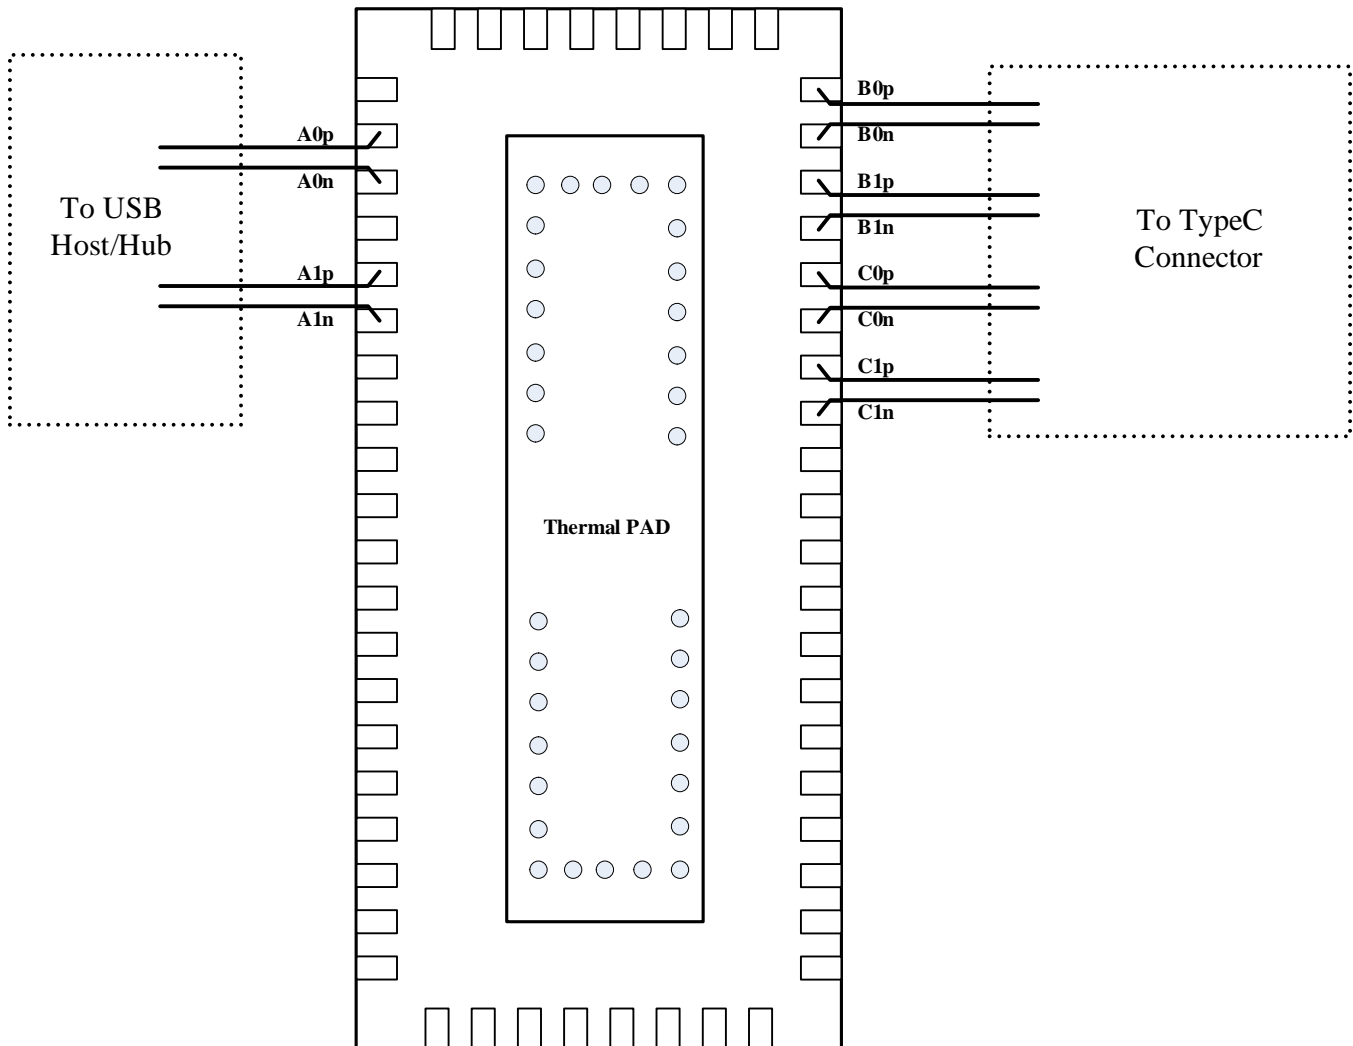 B0p
A0p
B0n
A0n
B1p
To USB
Host/Hub
B1n
To TypeC
Connector
A1p
C0p
A1n
C0n
C1p
C1n
Thermal PAD